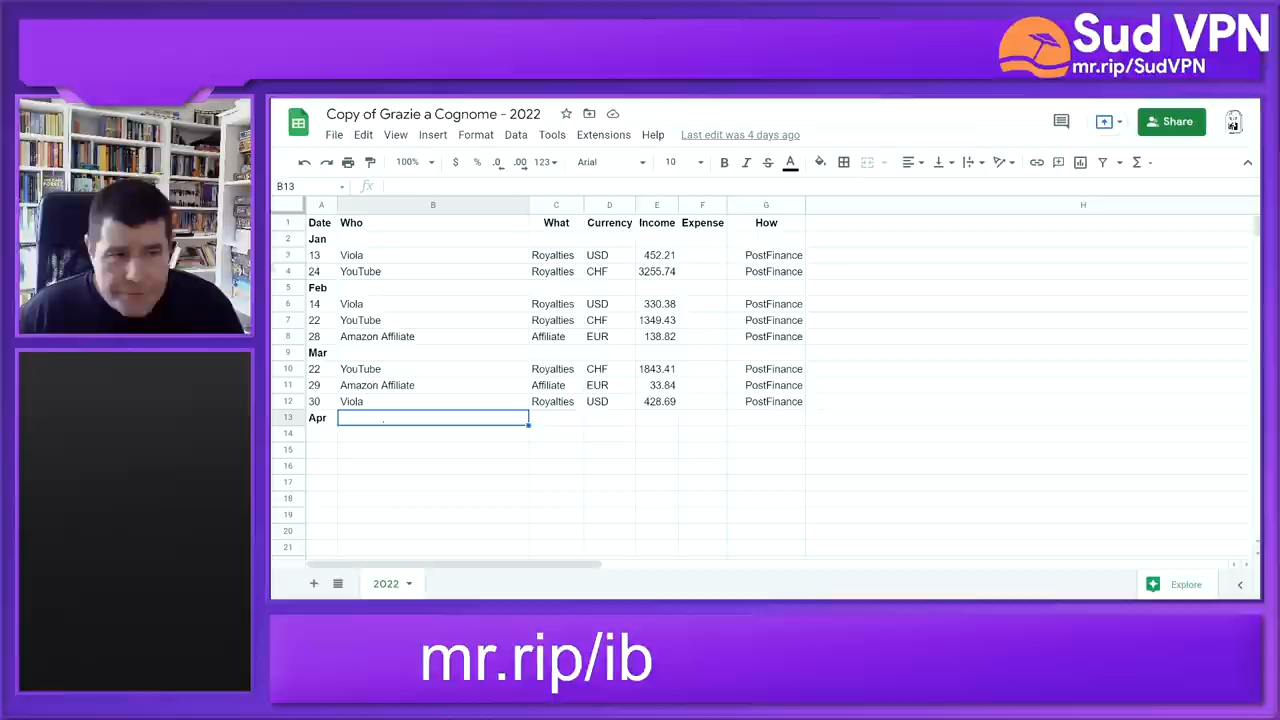 Sud VPN
mr.rip/SudVPN
Copy of Grazie a Cognome - 2022
File Edit View Insert Format Data Tools Extensions Help Last edit was 4 days ago
Share
100% $ % .0 .00 123 Arial 10 B I S A Σ
B13 fx
A B C D E F G H
1 Date Who What Currency Income Expense How
2 Jan
3 13 Viola Royalties USD 452.21 PostFinance
4 24 YouTube Royalties CHF 3255.74 PostFinance
5 Feb
6 14 Viola Royalties USD 330.38 PostFinance
7 22 YouTube Royalties CHF 1349.43 PostFinance
8 28 Amazon Affiliate Affiliate EUR 138.82 PostFinance
9 Mar
10 22 YouTube Royalties CHF 1843.41 PostFinance
11 29 Amazon Affiliate Affiliate EUR 33.84 PostFinance
12 30 Viola Royalties USD 428.69 PostFinance
13 Apr
14
15
16
17
18
19
20
21
2022
Explore
mr.rip/ib